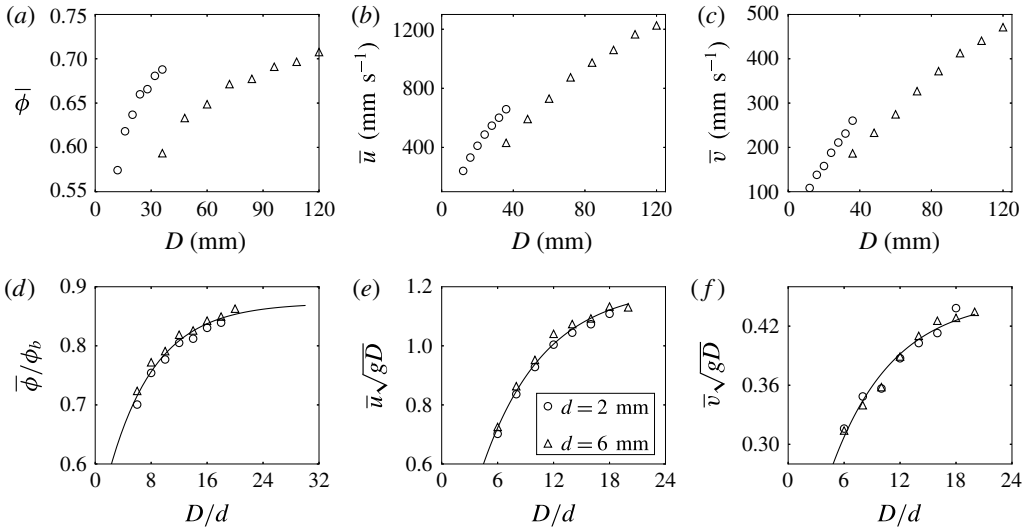 (a)
0.75
0.70
0.65
0.60
0.55
0 30 60 90 120
ϕ̅
D (mm)
(b)
1200
800
400
0 40 80 120
u̅ (mm s⁻¹)
D (mm)
(c)
500
400
300
200
100
0 40 80 120
v̅ (mm s⁻¹)
D (mm)
(d)
0.9
0.8
0.7
0.6
0 8 16 24 32
ϕ̅/ϕ_b
D/d
(e)
1.2
1.0
0.8
0.6
0 6 12 18 24
u̅√gD
D/d
d = 2 mm
d = 6 mm
(f)
0.42
0.36
0.30
0 6 12 18 24
v̅√gD
D/d